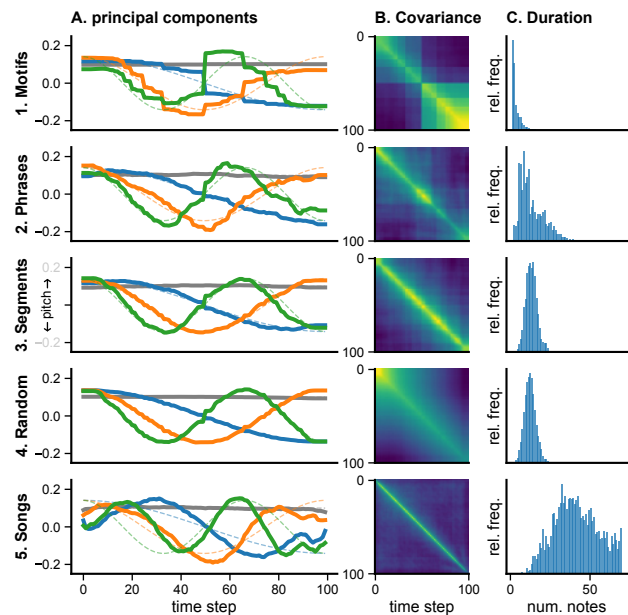 A. principal components
B. Covariance
C. Duration
1. Motifs
0.2
0.0
−0.2
0
100
rel. freq.
2. Phrases
0.2
0.0
−0.2
0
100
rel. freq.
3. Segments
← pitch →
0.2
0.2
0
100
rel. freq.
4. Random
0.2
0.0
−0.2
0
100
rel. freq.
5. Songs
0.2
0.0
−0.2
0
100
rel. freq.
0 20 40 60 80 100
time step
0 100
time step
0 50
num. notes